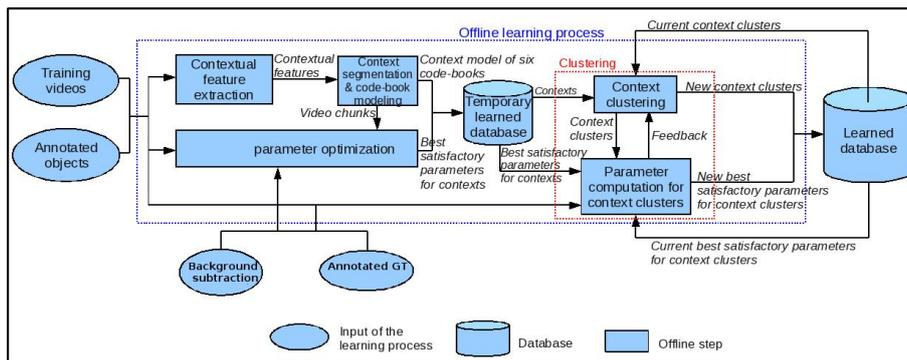 Current context clusters
Offline learning process
Training
videos
Contextual
feature
extraction
Contextual
features
Context
segmentation
& code-book
modeling
Context model of six
code-books
Clustering
Context
clustering
New context clusters
Contexts
Temporary
learned
database
Video chunks
Annotated
objects
parameter optimization
Best
satisfactory
parameters
for contexts
Best satisfactory
parameters
for contexts
Context
clusters
Feedback
Learned
database
Parameter
computation for
context clusters
New best
satisfactory parameters
for context clusters
Current best satisfactory parameters
for context clusters
Background
subtraction
Annotated GT
Input of the
learning process
Database
Offline step